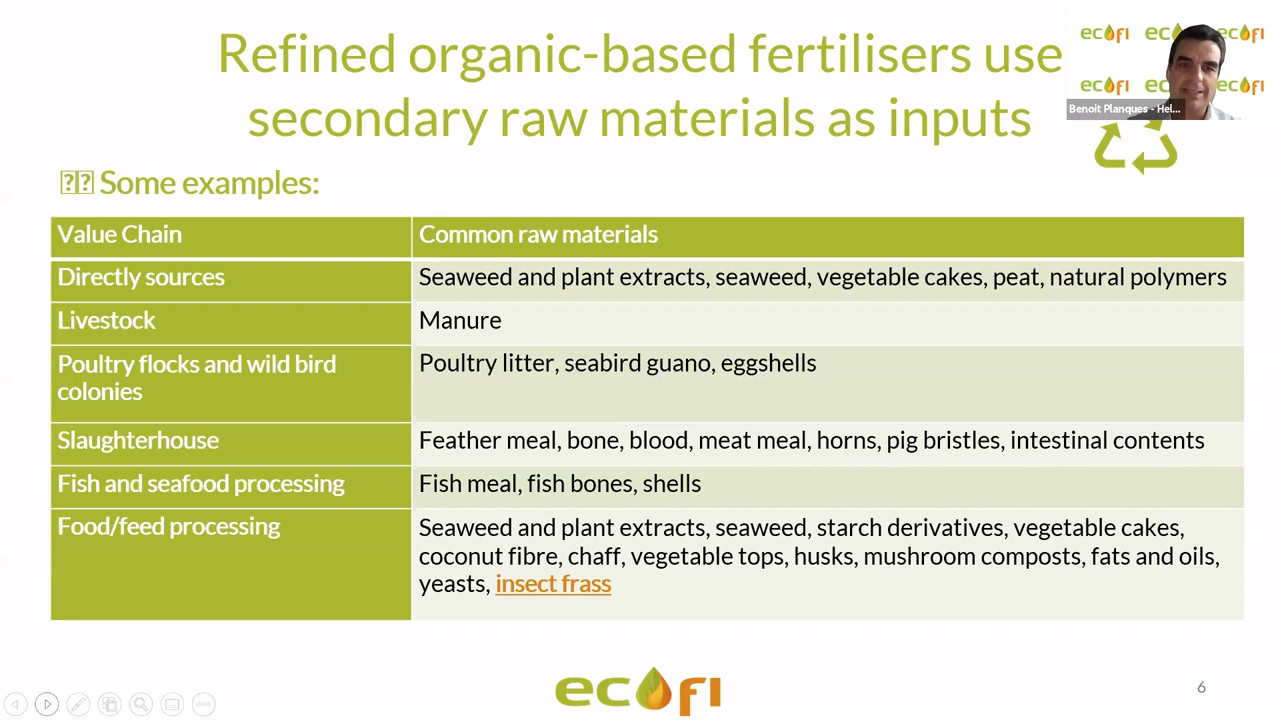 Refined organic-based fertilisers use
secondary raw materials as inputs
ecofi ecofi
ecofi ecofi
Benoit Planques - Hel...
Some examples:
Value Chain Common raw materials
Directly sources Seaweed and plant extracts, seaweed, vegetable cakes, peat, natural polymers
Livestock Manure
Poultry flocks and wild bird
colonies
Poultry litter, seabird guano, eggshells
Slaughterhouse Feather meal, bone, blood, meat meal, horns, pig bristles, intestinal contents
Fish and seafood processing Fish meal, fish bones, shells
Food/feed processing Seaweed and plant extracts, seaweed, starch derivatives, vegetable cakes,
coconut fibre, chaff, vegetable tops, husks, mushroom composts, fats and oils,
yeasts, insect frass
ecofi
6